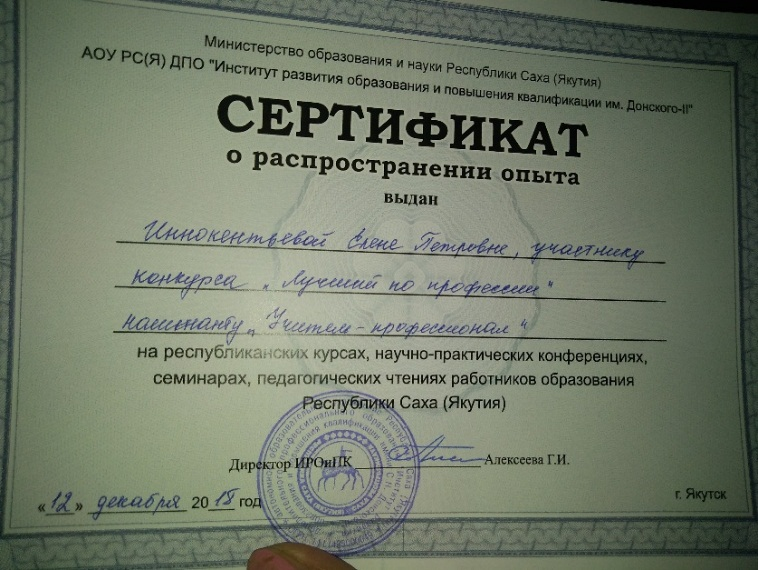 Министерство образования и науки Республики Саха (Якутия)
АОУ РС(Я) ДПО "Институт развития образования и повышения квалификации им. Донского-II"
СЕРТИФИКАТ
о распространении опыта
выдан
Иннокентьевой Елене Петровне, участнику
конкурса „Лучший по профессии"
номинанту „Учитель-профессионал"
на республиканских курсах, научно-практических конференциях,
семинарах, педагогических чтениях работников образования
Республики Саха (Якутия)
Директор ИРОиПК Алексеева Г.И.
«12» декабря 2018 год г. Якутск